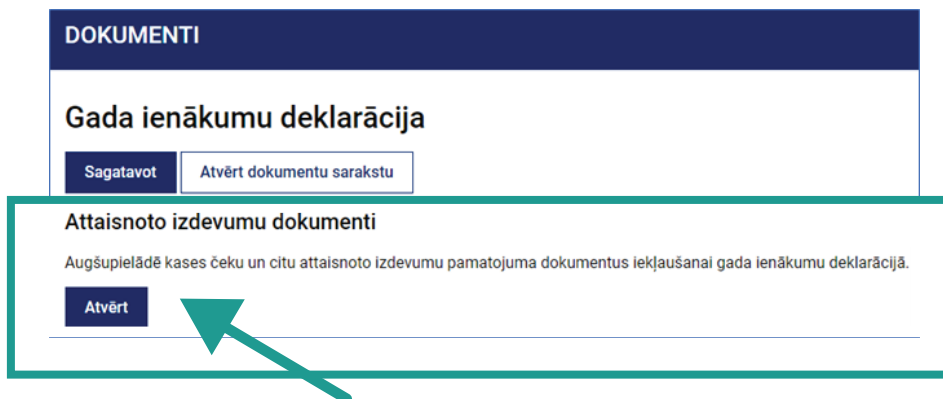 DOKUMENTI
Gada ienākumu deklarācija
Sagatavot Atvērt dokumentu sarakstu
Attaisnoto izdevumu dokumenti
Augšupielādē kases čeku un citu attaisnoto izdevumu pamatojuma dokumentus iekļaušanai gada ienākumu deklarācijā.
Atvērt